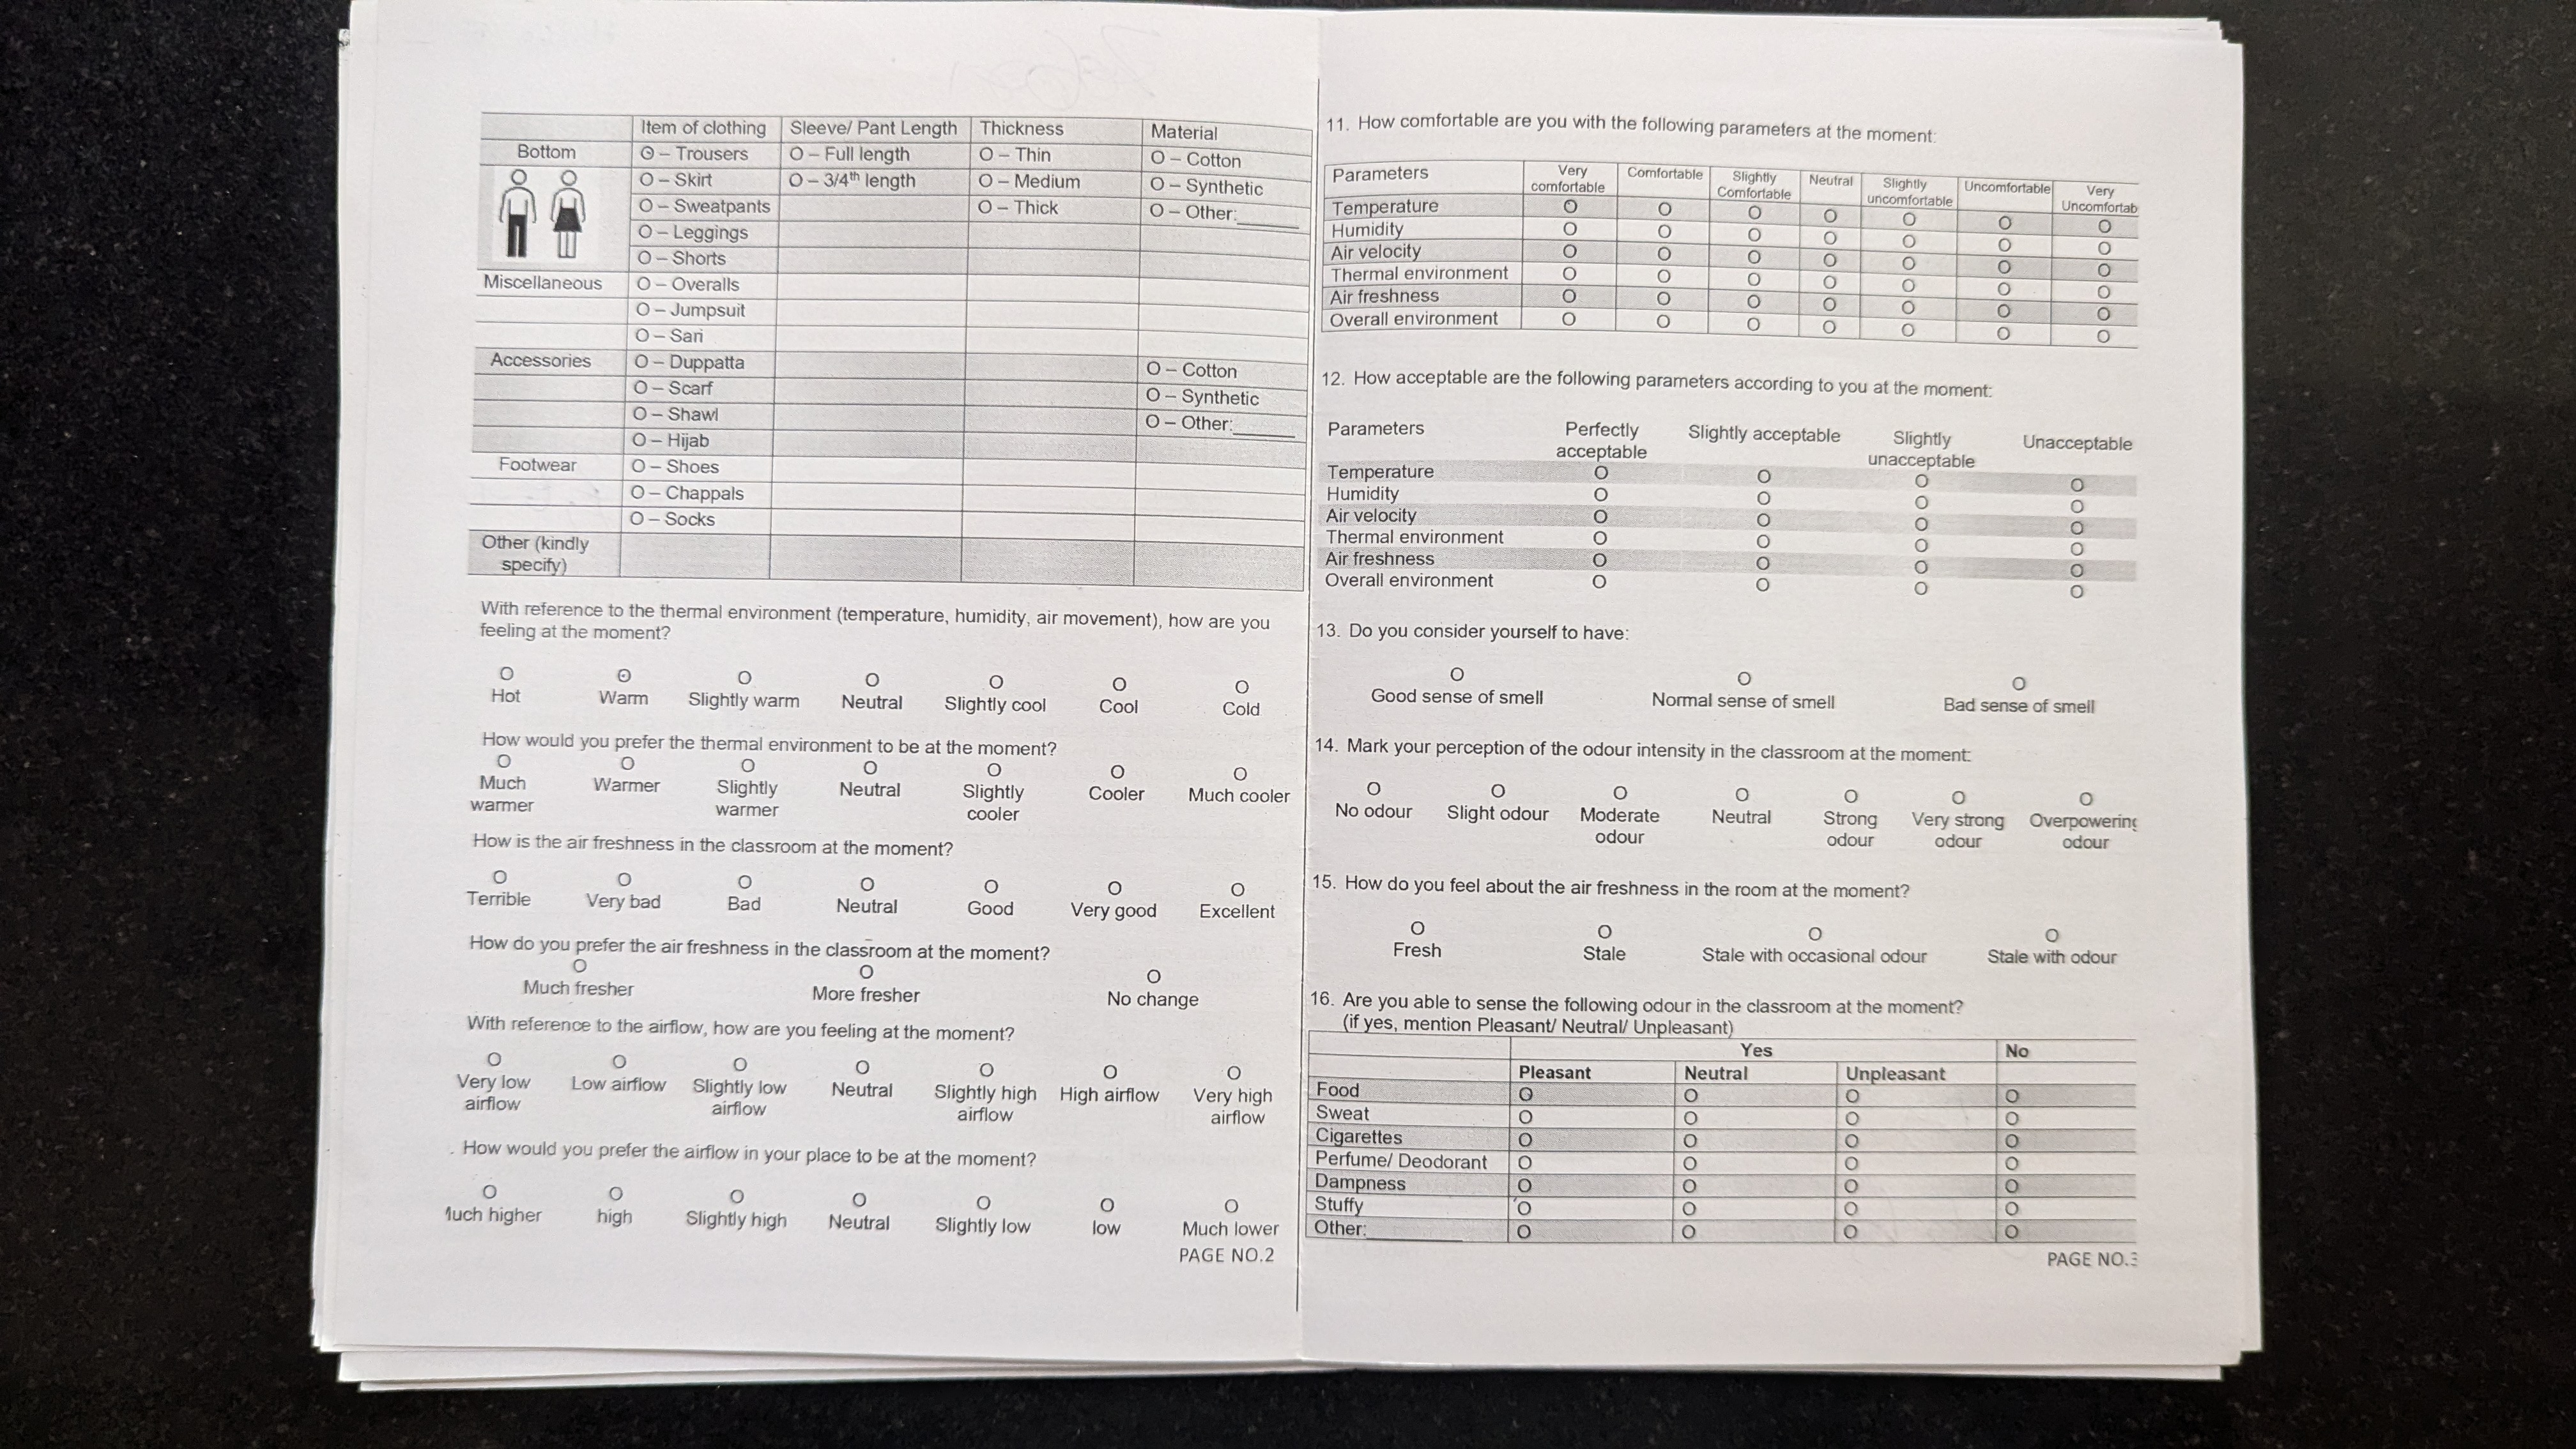 Item of clothing Sleeve/ Pant Length Thickness Material
Bottom O – Trousers O – Full length O – Thin O – Cotton
O – Skirt O – 3/4th length O – Medium O – Synthetic
O – Sweatpants O – Thick O – Other:______
O – Leggings
O – Shorts
Miscellaneous O – Overalls
O – Jumpsuit
O – Sari
Accessories O – Duppatta O – Cotton
O – Scarf O – Synthetic
O – Shawl O – Other:______
O – Hijab
Footwear O – Shoes
O – Chappals
O – Socks
Other (kindly
specify)
With reference to the thermal environment (temperature, humidity, air movement), how are you
feeling at the moment?
O O O O O O O
Hot Warm Slightly warm Neutral Slightly cool Cool Cold
How would you prefer the thermal environment to be at the moment?
O O O O O O O
Much Warmer Slightly Neutral Slightly Cooler Much cooler
warmer warmer cooler
How is the air freshness in the classroom at the moment?
O O O O O O O
Terrible Very bad Bad Neutral Good Very good Excellent
How do you prefer the air freshness in the classroom at the moment?
O O O
Much fresher More fresher No change
With reference to the airflow, how are you feeling at the moment?
O O O O O O O
Very low Low airflow Slightly low Neutral Slightly high High airflow Very high
airflow airflow airflow airflow
. How would you prefer the airflow in your place to be at the moment?
O O O O O O O
luch higher high Slightly high Neutral Slightly low low Much lower
PAGE NO.2
11. How comfortable are you with the following parameters at the moment:
Parameters Very Comfortable Slightly Neutral Slightly Uncomfortable Very
comfortable Comfortable uncomfortable Uncomfortab
Temperature O O O O O O O
Humidity O O O O O O O
Air velocity O O O O O O O
Thermal environment O O O O O O O
Air freshness O O O O O O O
Overall environment O O O O O O O
12. How acceptable are the following parameters according to you at the moment:
Parameters Perfectly Slightly acceptable Slightly Unacceptable
acceptable unacceptable
Temperature O O O O
Humidity O O O O
Air velocity O O O O
Thermal environment O O O O
Air freshness O O O O
Overall environment O O O O
13. Do you consider yourself to have:
O O O
Good sense of smell Normal sense of smell Bad sense of smell
14. Mark your perception of the odour intensity in the classroom at the moment:
O O O O O O O
No odour Slight odour Moderate Neutral Strong Very strong Overpowering
odour odour odour odour
15. How do you feel about the air freshness in the room at the moment?
O O O O
Fresh Stale Stale with occasional odour Stale with odour
16. Are you able to sense the following odour in the classroom at the moment?
(if yes, mention Pleasant/ Neutral/ Unpleasant)
Yes No
Pleasant Neutral Unpleasant
Food O O O O
Sweat O O O O
Cigarettes O O O O
Perfume/ Deodorant O O O O
Dampness O O O O
Stuffy O O O O
Other:__________ O O O O
PAGE NO.3